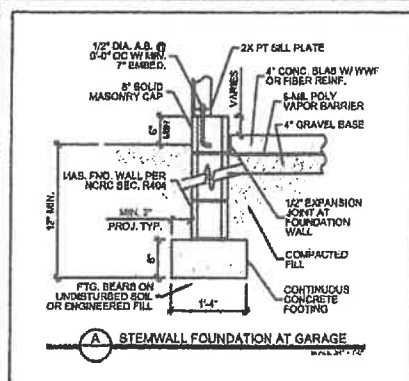 1/2" DIA. A.B. @
6'-0" OC W/ MIN.
7" EMBED.
2X PT SILL PLATE
8" SOLID
MASONRY CAP
VARIES
4" CONC. SLAB W/ WWF
OR FIBER REINF.
6-MIL POLY
VAPOR BARRIER
4" GRAVEL BASE
6"
MIN
12" MIN.
MAS. FND. WALL PER
NCRC SEC. R404
1/2" EXPANSION
JOINT AT
FOUNDATION
WALL
MIN. 2"
PROJ. TYP.
COMPACTED
FILL
FTG. BEARS ON
UNDISTURBED SOIL
OR ENGINEERED FILL
1'-4"
CONTINUOUS
CONCRETE
FOOTING
A
STEMWALL FOUNDATION AT GARAGE